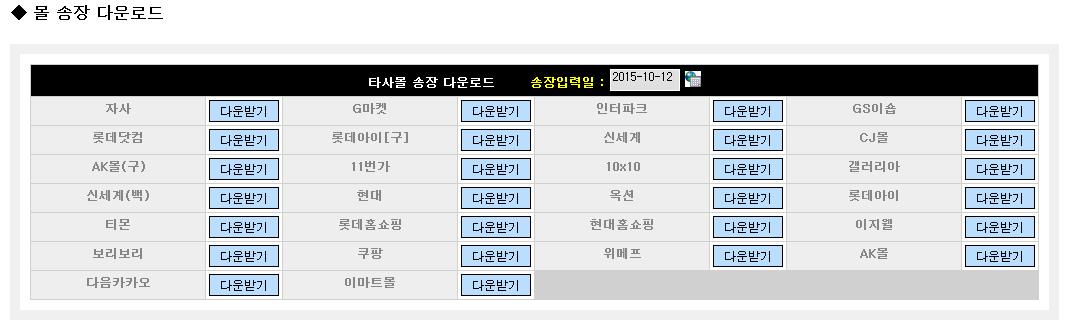 ◆ 몰 송장 다운로드
타사몰 송장 다운로드 송장입력일 : 2015-10-12
자사 다운받기 G마켓 다운받기 인터파크 다운받기 GS이숍 다운받기
롯데닷컴 다운받기 롯데아이[구] 다운받기 신세계 다운받기 CJ몰 다운받기
AK몰(구) 다운받기 11번가 다운받기 10x10 다운받기 갤러리아 다운받기
신세계(백) 다운받기 현대 다운받기 옥션 다운받기 롯데아이 다운받기
티몬 다운받기 롯데홈쇼핑 다운받기 현대홈쇼핑 다운받기 이지웰 다운받기
보리보리 다운받기 쿠팡 다운받기 위메프 다운받기 AK몰 다운받기
다음카카오 다운받기 이마트몰 다운받기